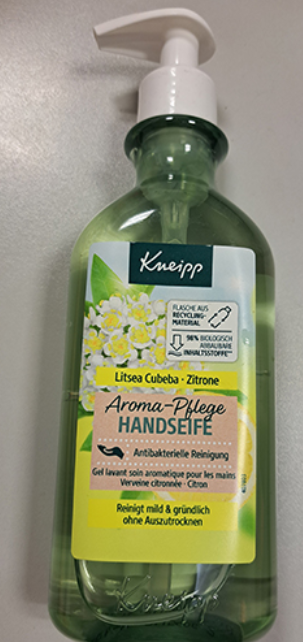 Kneipp
FLASCHE AUS
RECYCLING-
MATERIAL
98% BIOLOGISCH
ABBAUBARE
INHALTSSTOFFE**
Litsea Cubeba · Zitrone
Aroma-Pflege
HANDSEIFE
Antibakterielle Reinigung
Gel lavant soin aromatique pour les mains
Verveine citronnée · Citron
Reinigt mild & gründlich
ohne Auszutrocknen
Kneipp